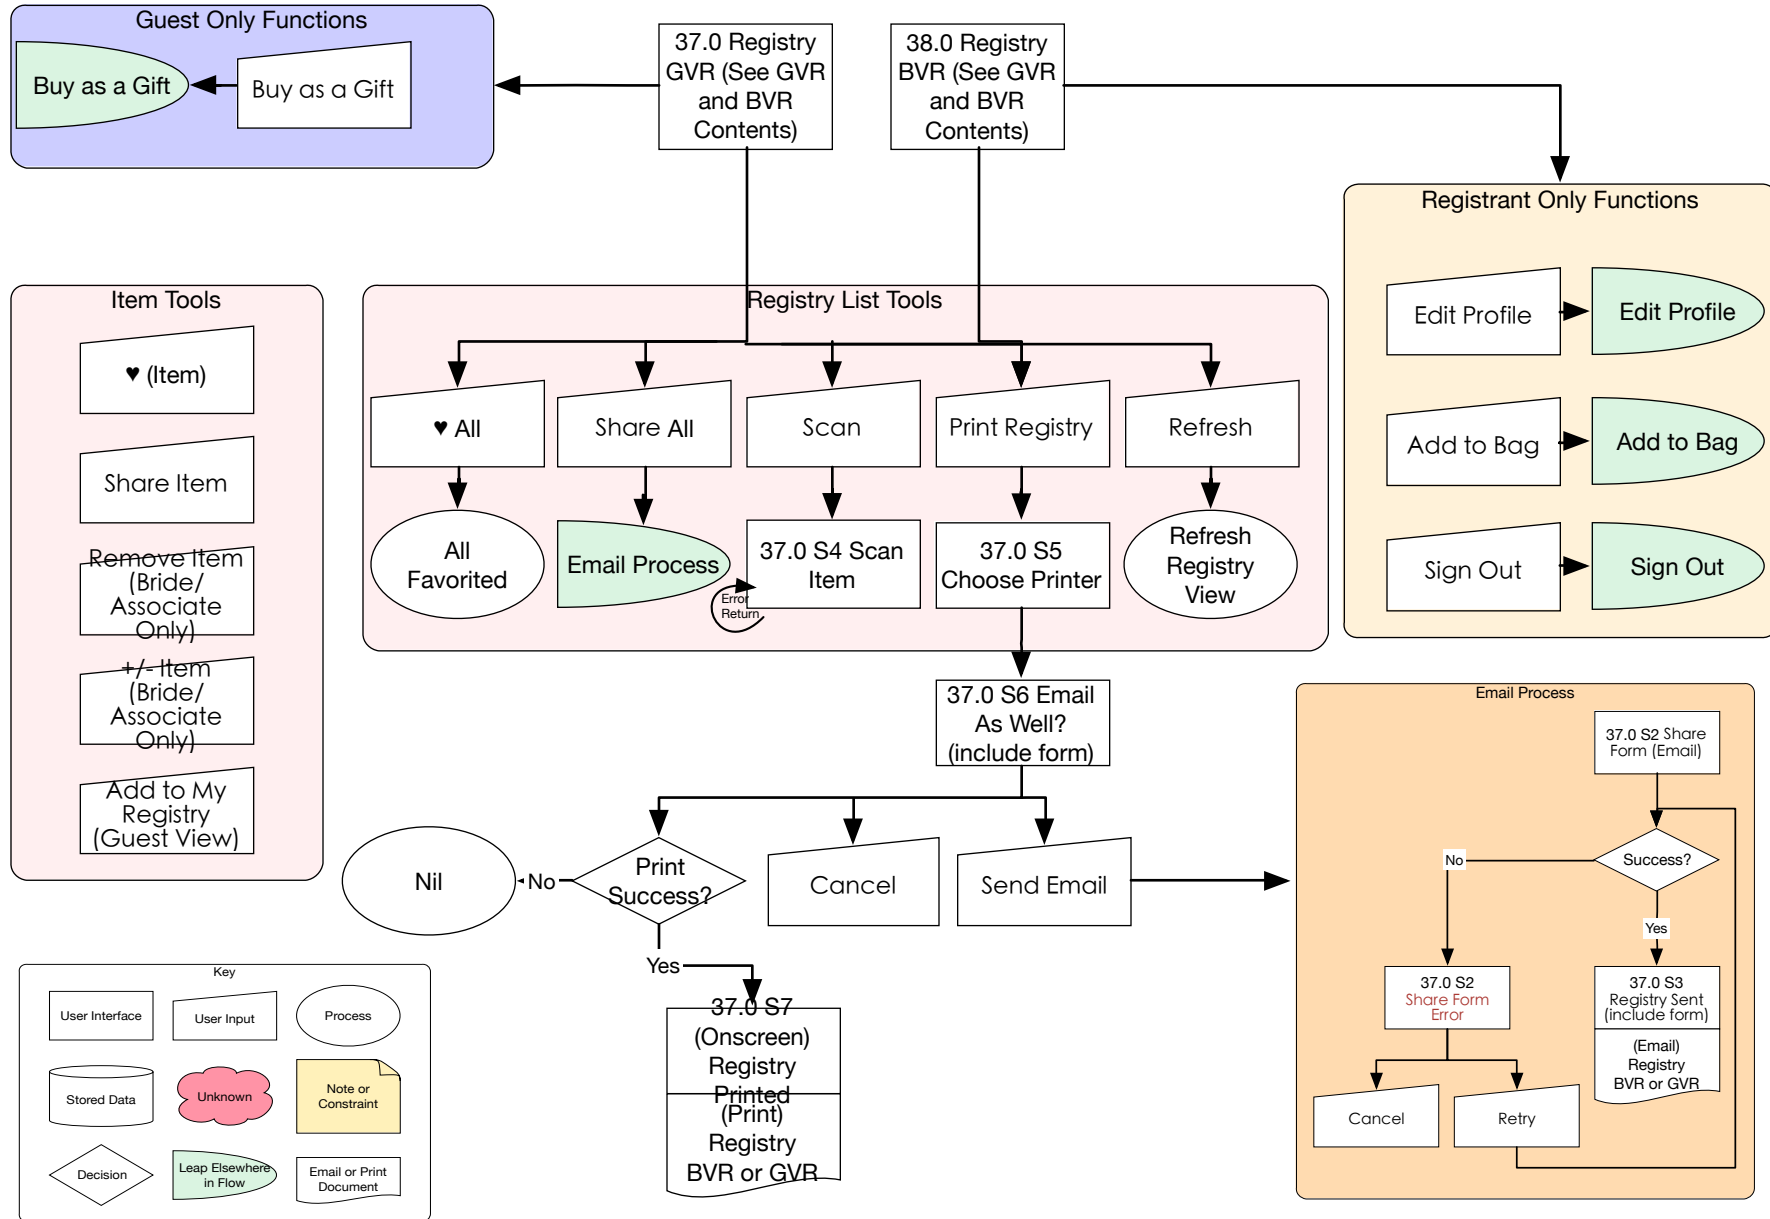 Guest Only Functions
Buy as a Gift
Buy as a Gift
37.0 Registry
GVR (See GVR
and BVR
Contents)
38.0 Registry
BVR (See GVR
and BVR
Contents)
Registrant Only Functions
Edit Profile
Edit Profile
Add to Bag
Add to Bag
Sign Out
Sign Out
Item Tools
♥ (Item)
Share Item
Remove Item
(Bride/
Associate
Only)
+/- Item
(Bride/
Associate
Only)
Add to My
Registry
(Guest View)
Registry List Tools
♥ All
Share All
Scan
Print Registry
Refresh
All
Favorited
Email Process
37.0 S4 Scan
Item
Error
Return
37.0 S5
Choose Printer
Refresh
Registry
View
37.0 S6 Email
As Well?
(include form)
Nil
No
Print
Success?
Cancel
Send Email
Yes
37.0 S7
(Onscreen)
Registry
Printed
(Print)
Registry
BVR or GVR
Email Process
37.0 S2 Share
Form (Email)
Success?
No
Yes
37.0 S2
Share Form
Error
37.0 S3
Registry Sent
(include form)
(Email)
Registry
BVR or GVR
Cancel
Retry
Key
User Interface
User Input
Process
Stored Data
Unknown
Note or
Constraint
Decision
Leap Elsewhere
in Flow
Email or Print
Document